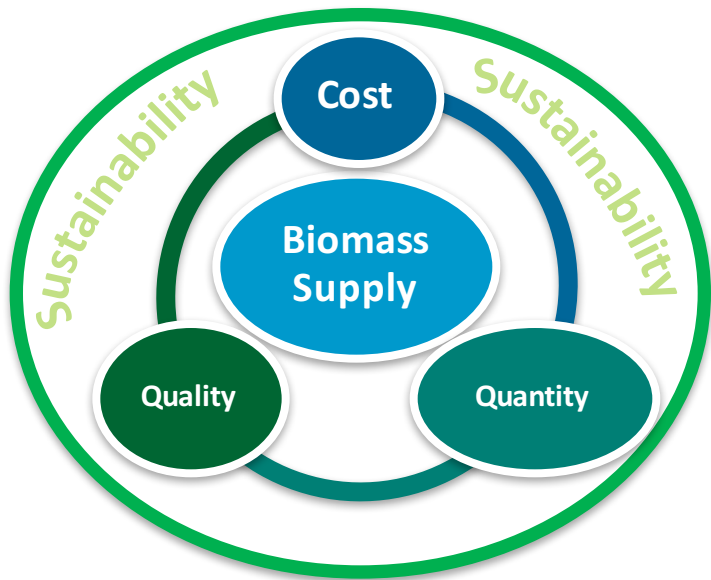 Sustainability
Sustainability
Cost
Biomass
Supply
Quality
Quantity